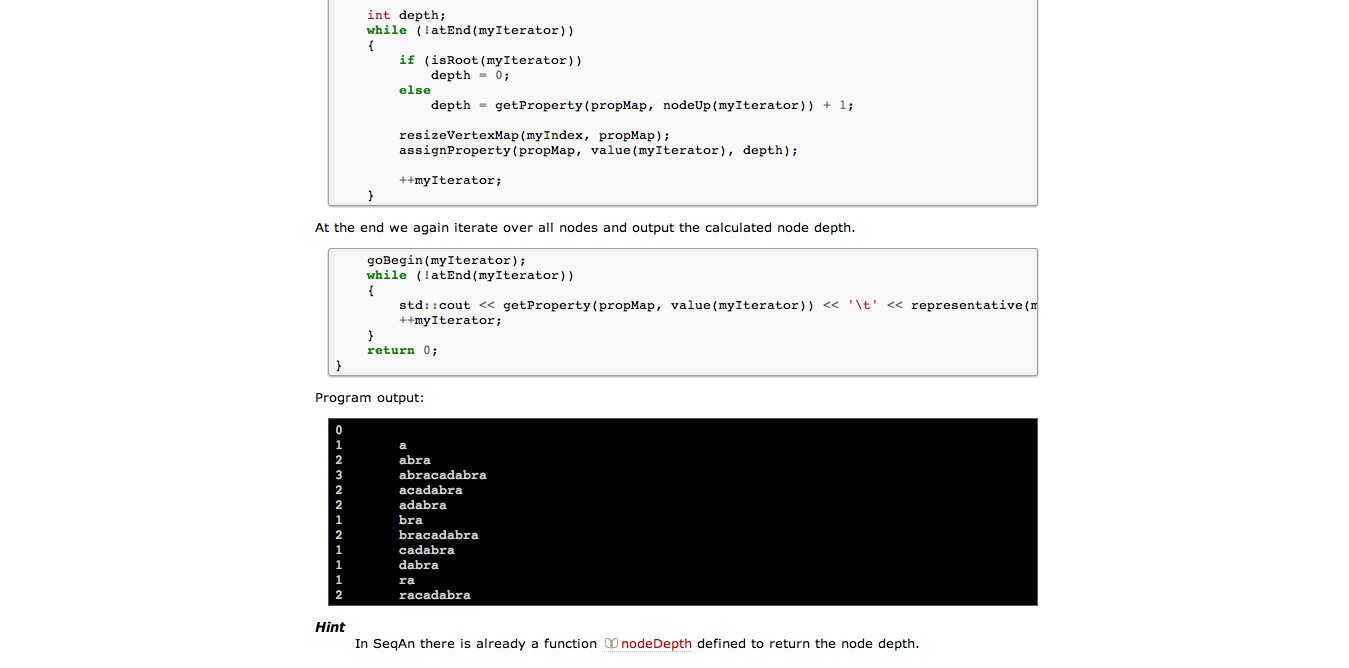 int depth;
while (!atEnd(myIterator))
{
if (isRoot(myIterator))
depth = 0;
else
depth = getProperty(propMap, nodeUp(myIterator)) + 1;
resizeVertexMap(myIndex, propMap);
assignProperty(propMap, value(myIterator), depth);
++myIterator;
}
At the end we again iterate over all nodes and output the calculated node depth.
goBegin(myIterator);
while (!atEnd(myIterator))
{
std::cout << getProperty(propMap, value(myIterator)) << '\t' << representative(m
++myIterator;
}
return 0;
}
Program output:
0
1 a
2 abra
3 abracadabra
2 acadabra
2 adabra
1 bra
2 bracadabra
1 cadabra
1 dabra
1 ra
2 racadabra
Hint
In SeqAn there is already a function nodeDepth defined to return the node depth.